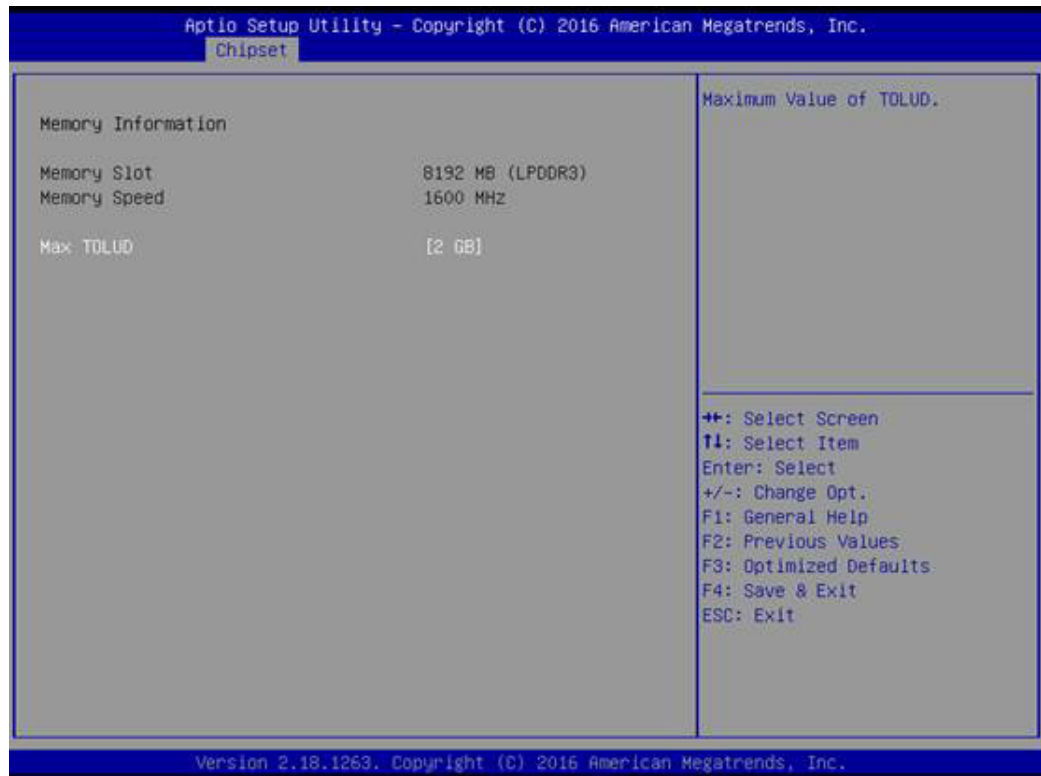 Aptio Setup Utility – Copyright (C) 2016 American Megatrends, Inc.
Chipset
Memory Information
Memory Slot 8192 MB (LPDDR3)
Memory Speed 1600 MHz
Max TOLUD [2 GB]
Maximum Value of TOLUD.
→←: Select Screen
↑↓: Select Item
Enter: Select
+/-: Change Opt.
F1: General Help
F2: Previous Values
F3: Optimized Defaults
F4: Save & Exit
ESC: Exit
Version 2.18.1263. Copyright (C) 2016 American Megatrends, Inc.